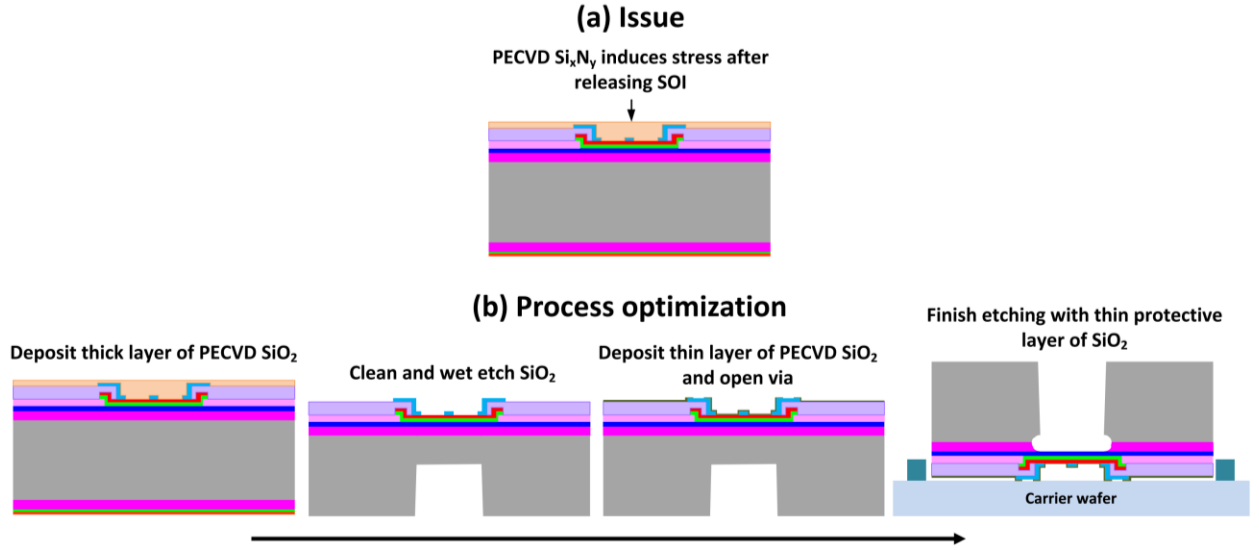 (a) Issue
PECVD SiₓNᵧ induces stress after
releasing SOI
(b) Process optimization
Deposit thick layer of PECVD SiO₂
Clean and wet etch SiO₂
Deposit thin layer of PECVD SiO₂
and open via
Finish etching with thin protective
layer of SiO₂
Carrier wafer